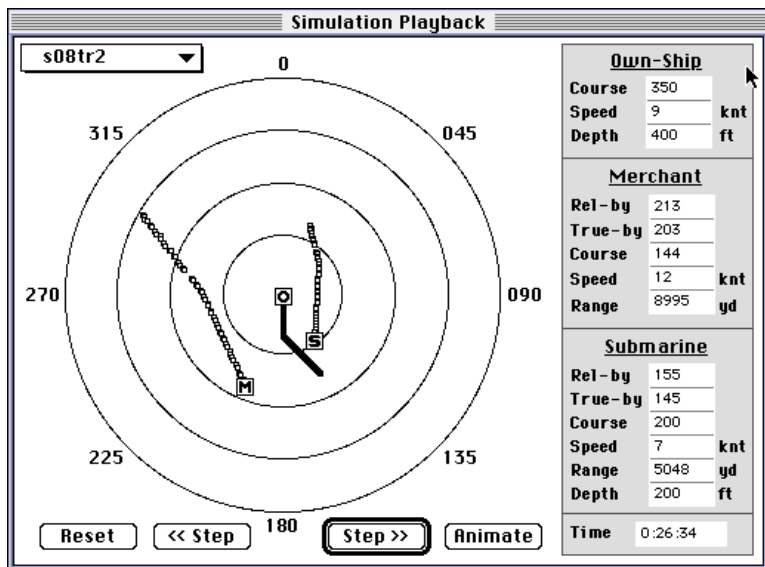 Simulation Playback
s08tr2
0
045
090
135
180
225
270
315
O
S
M
Reset
<< Step
Step >>
Animate
Own-Ship
Course 350
Speed 9 knt
Depth 400 ft
Merchant
Rel-by 213
True-by 203
Course 144
Speed 12 knt
Range 8995 yd
Submarine
Rel-by 155
True-by 145
Course 200
Speed 7 knt
Range 5048 yd
Depth 200 ft
Time 0:26:34